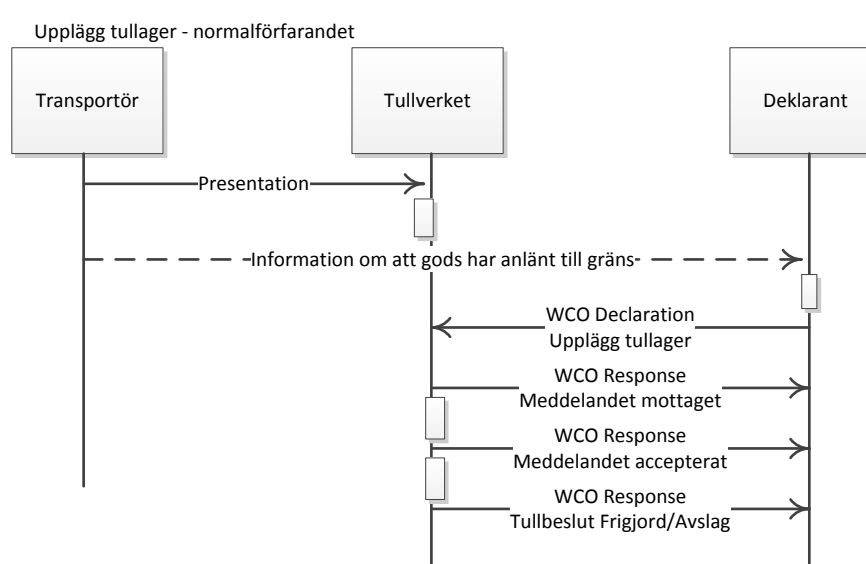 Upplägg tullager - normalförfarandet
Transportör
Tullverket
Deklarant
Presentation
Information om att gods har anlänt till gräns
WCO Declaration
Upplägg tullager
WCO Response
Meddelandet mottaget
WCO Response
Meddelandet accepterat
WCO Response
Tullbeslut Frigjord/Avslag